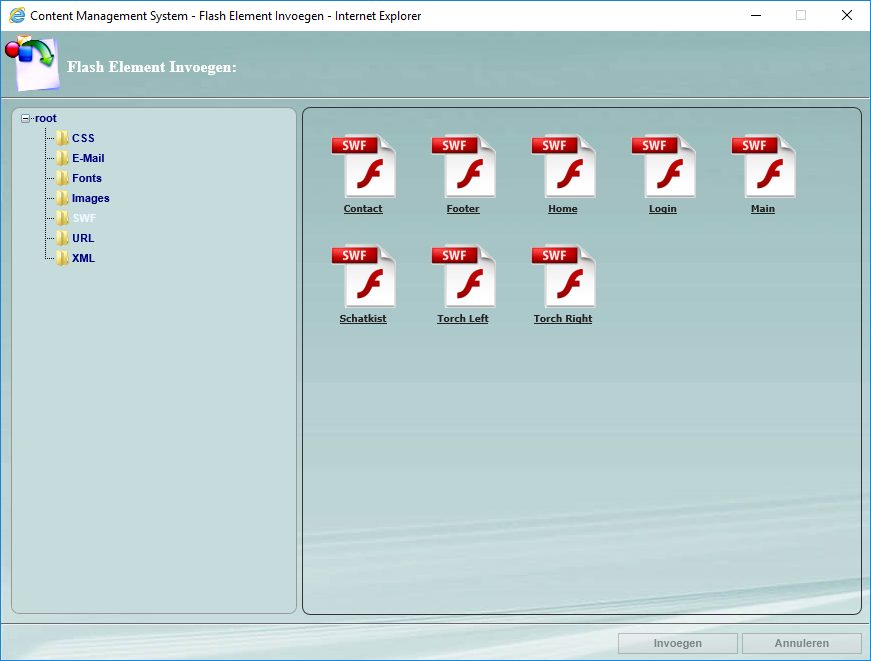 Content Management System - Flash Element Invoegen - Internet Explorer
Flash Element Invoegen:
root
CSS
E-Mail
Fonts
Images
SWF
URL
XML
SWF SWF SWF SWF SWF
Contact Footer Home Login Main
SWF SWF SWF
Schatkist Torch Left Torch Right
Invoegen Annuleren